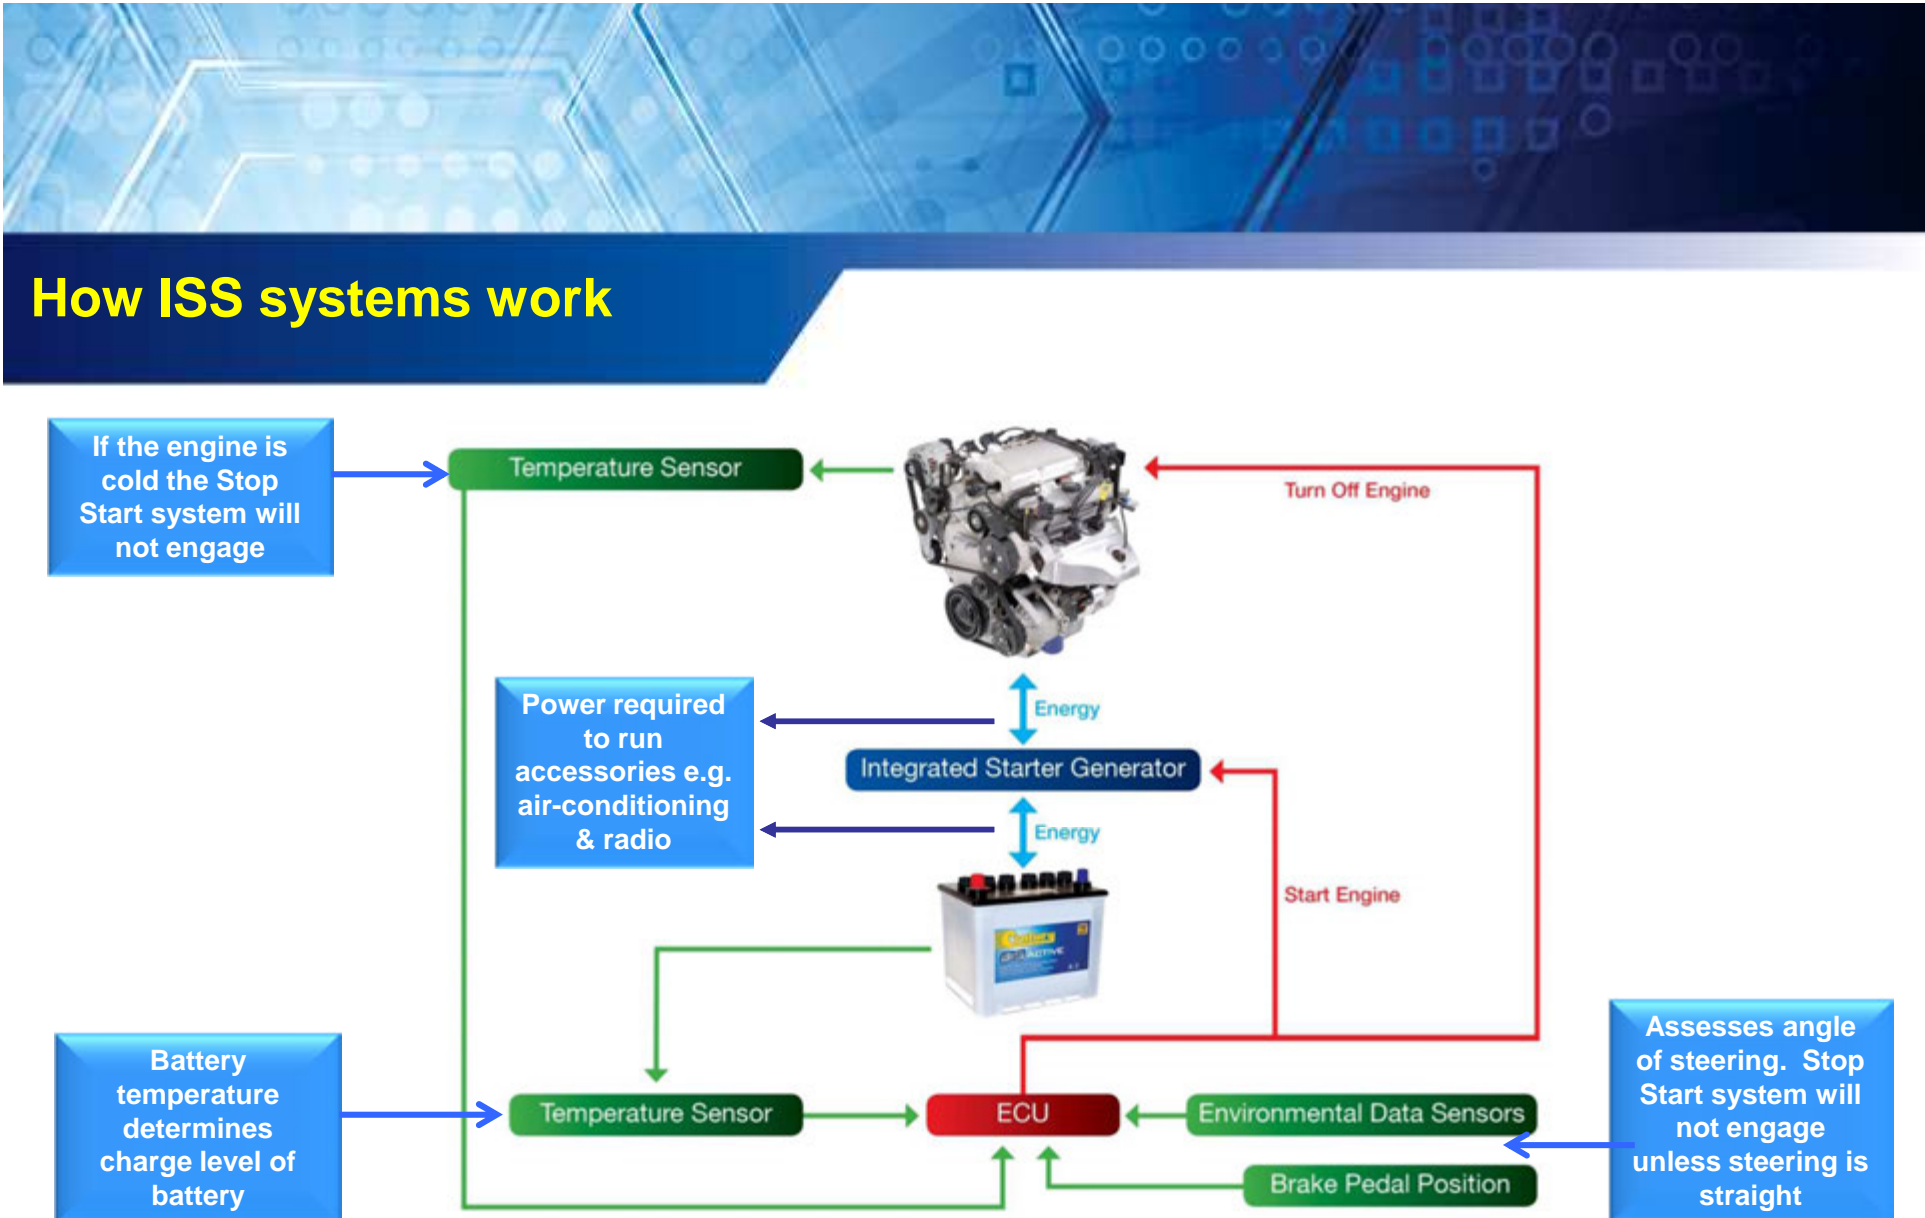 How ISS systems work
If the engine is
cold the Stop
Start system will
not engage
Temperature Sensor
Turn Off Engine
Power required
to run
accessories e.g.
air-conditioning
& radio
Energy
Integrated Starter Generator
Energy
Start Engine
Century
ACTIVE
Battery
temperature
determines
charge level of
battery
Temperature Sensor
ECU
Environmental Data Sensors
Brake Pedal Position
Assesses angle
of steering. Stop
Start system will
not engage
unless steering is
straight